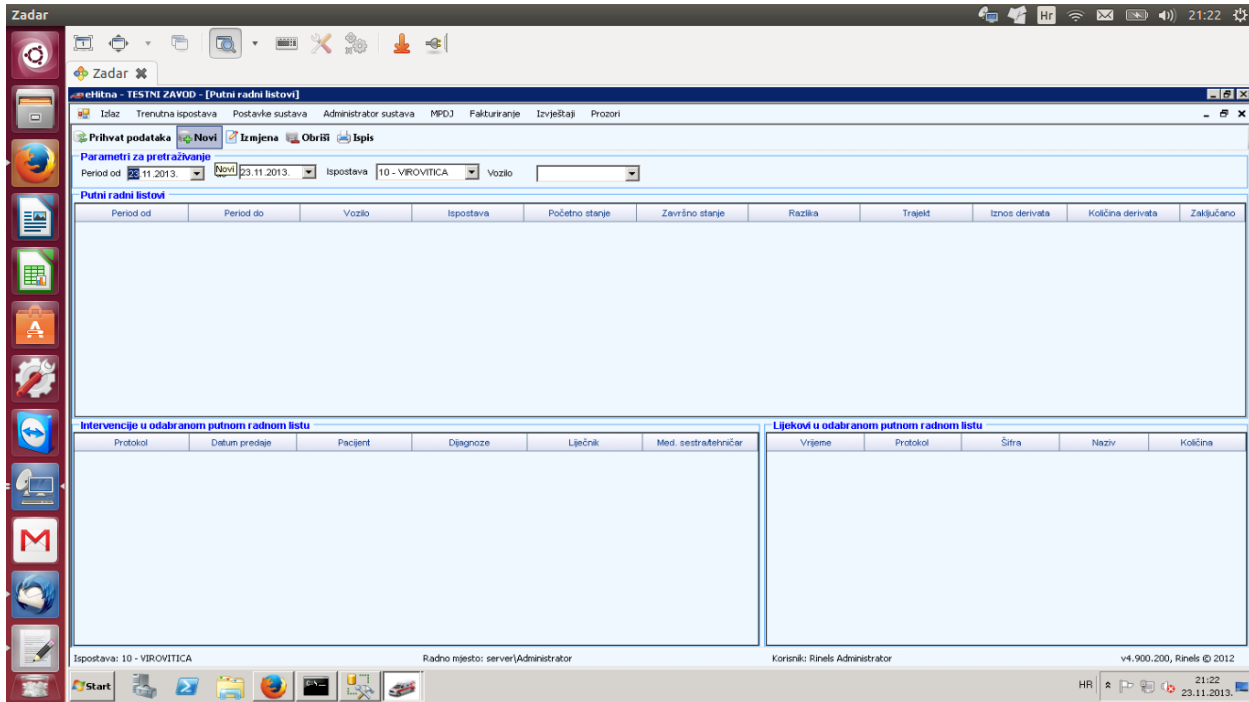 Zadar
Hr
21:22
Zadar
eHitna - TESTNI ZAVOD - [Putni radni listovi]
Izlaz Trenutna ispostava Postavke sustava Administrator sustava MPDJ Fakturiranje Izvještaji Prozori
Prihvat podataka Novi Izmjena Obriši Ispis
Parametri za pretraživanje
Period od 23.11.2013. Novi 23.11.2013. Ispostava 10 - VIROVITICA Vozilo
Putni radni listovi
Period od Period do Vozilo Ispostava Početno stanje Završno stanje Razlika Trajekt Iznos derivata Količina derivata Zaključano
Intervencije u odabranom putnom radnom listu
Protokol Datum predaje Pacijent Dijagnoze Liječnik Med. sestra/tehničar
Lijekovi u odabranom putnom radnom listu
Vrijeme Protokol Šifra Naziv Količina
Ispostava: 10 - VIROVITICA Radno mjesto: server\Administrator Korisnik: Rinels Administrator v4.900.200, Rinels © 2012
Start
HR
21:22
23.11.2013.